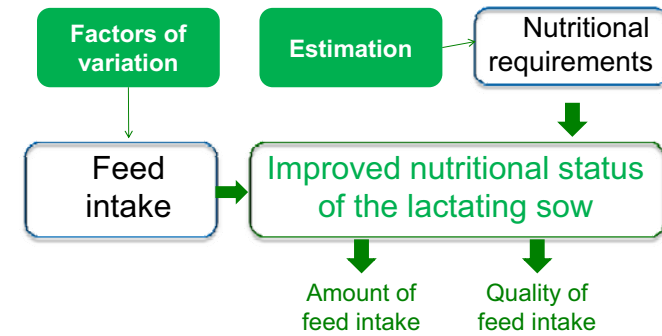 Factors of
variation
Estimation
Nutritional
requirements
Feed
intake
Improved nutritional status
of the lactating sow
Amount of
feed intake
Quality of
feed intake